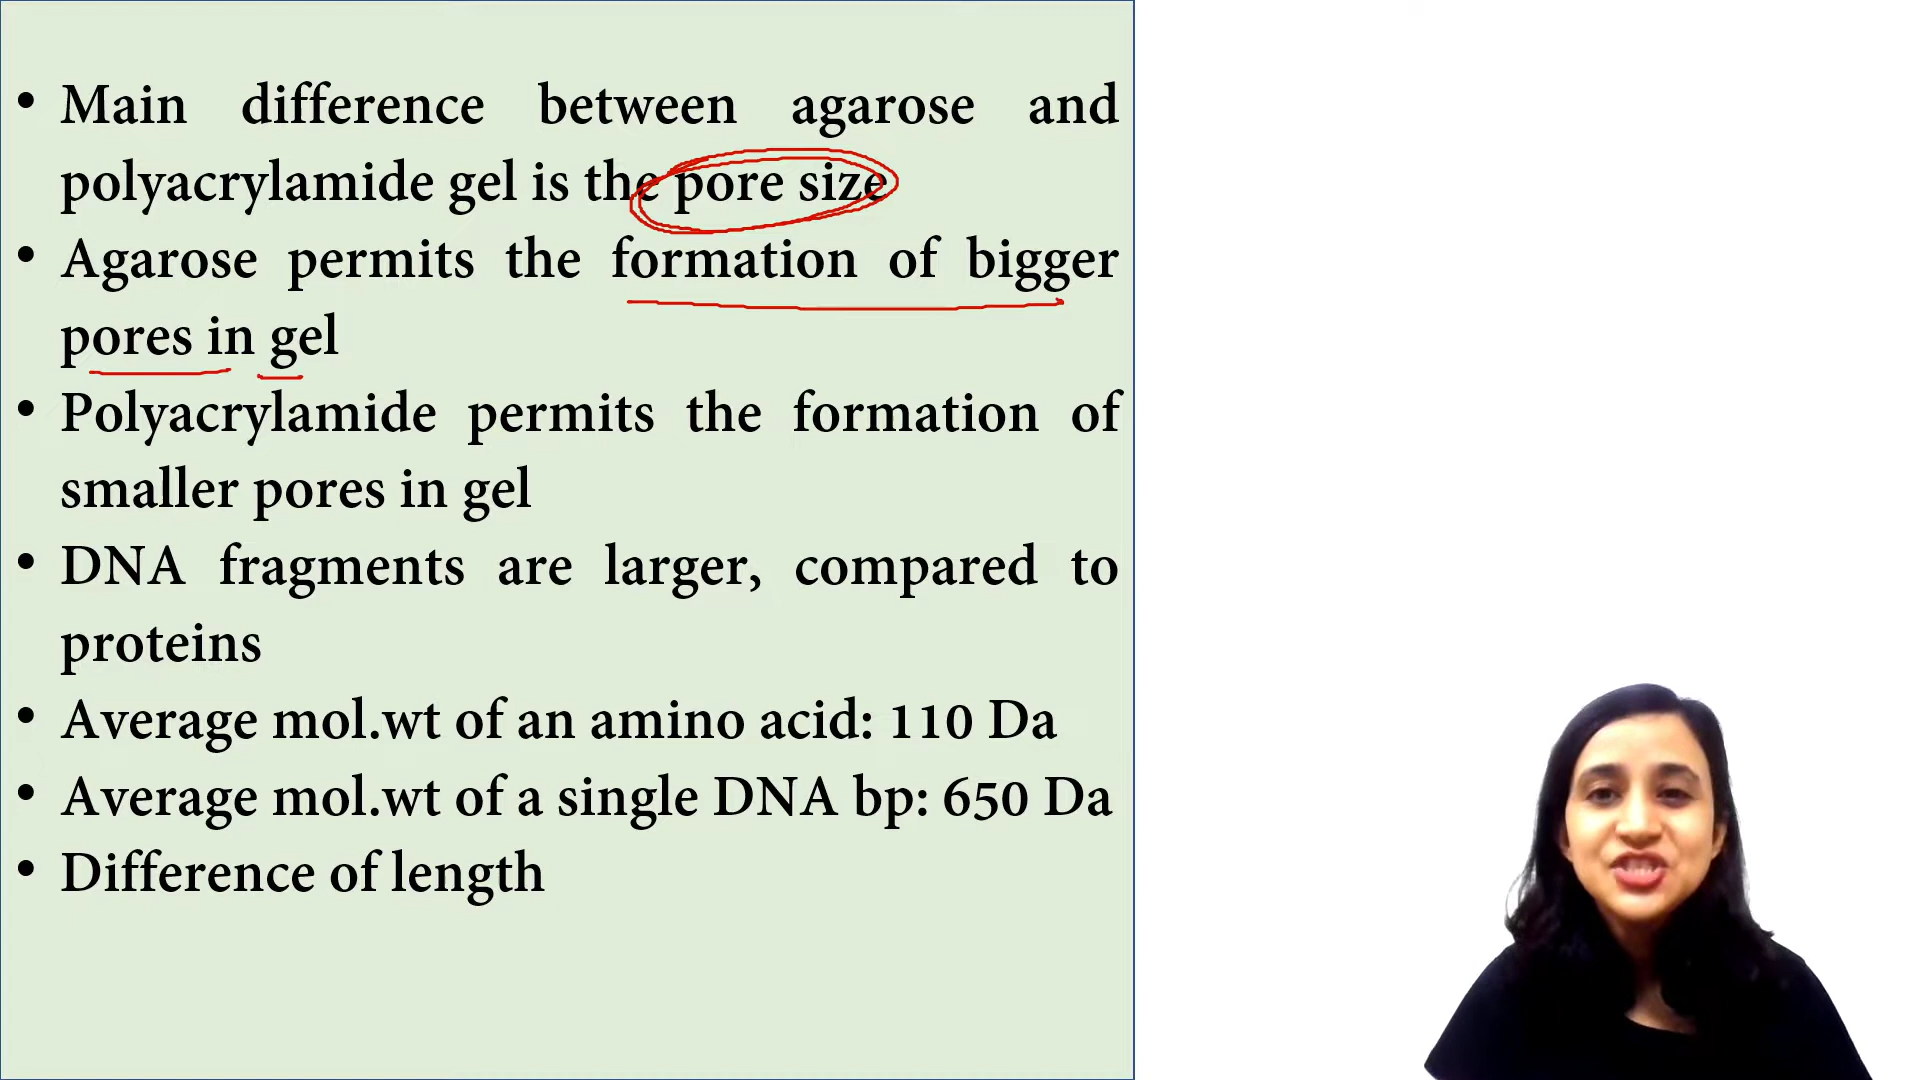 • Main difference between agarose and
polyacrylamide gel is the pore size
• Agarose permits the formation of bigger
pores in gel
• Polyacrylamide permits the formation of
smaller pores in gel
• DNA fragments are larger, compared to
proteins
• Average mol.wt of an amino acid: 110 Da
• Average mol.wt of a single DNA bp: 650 Da
• Difference of length